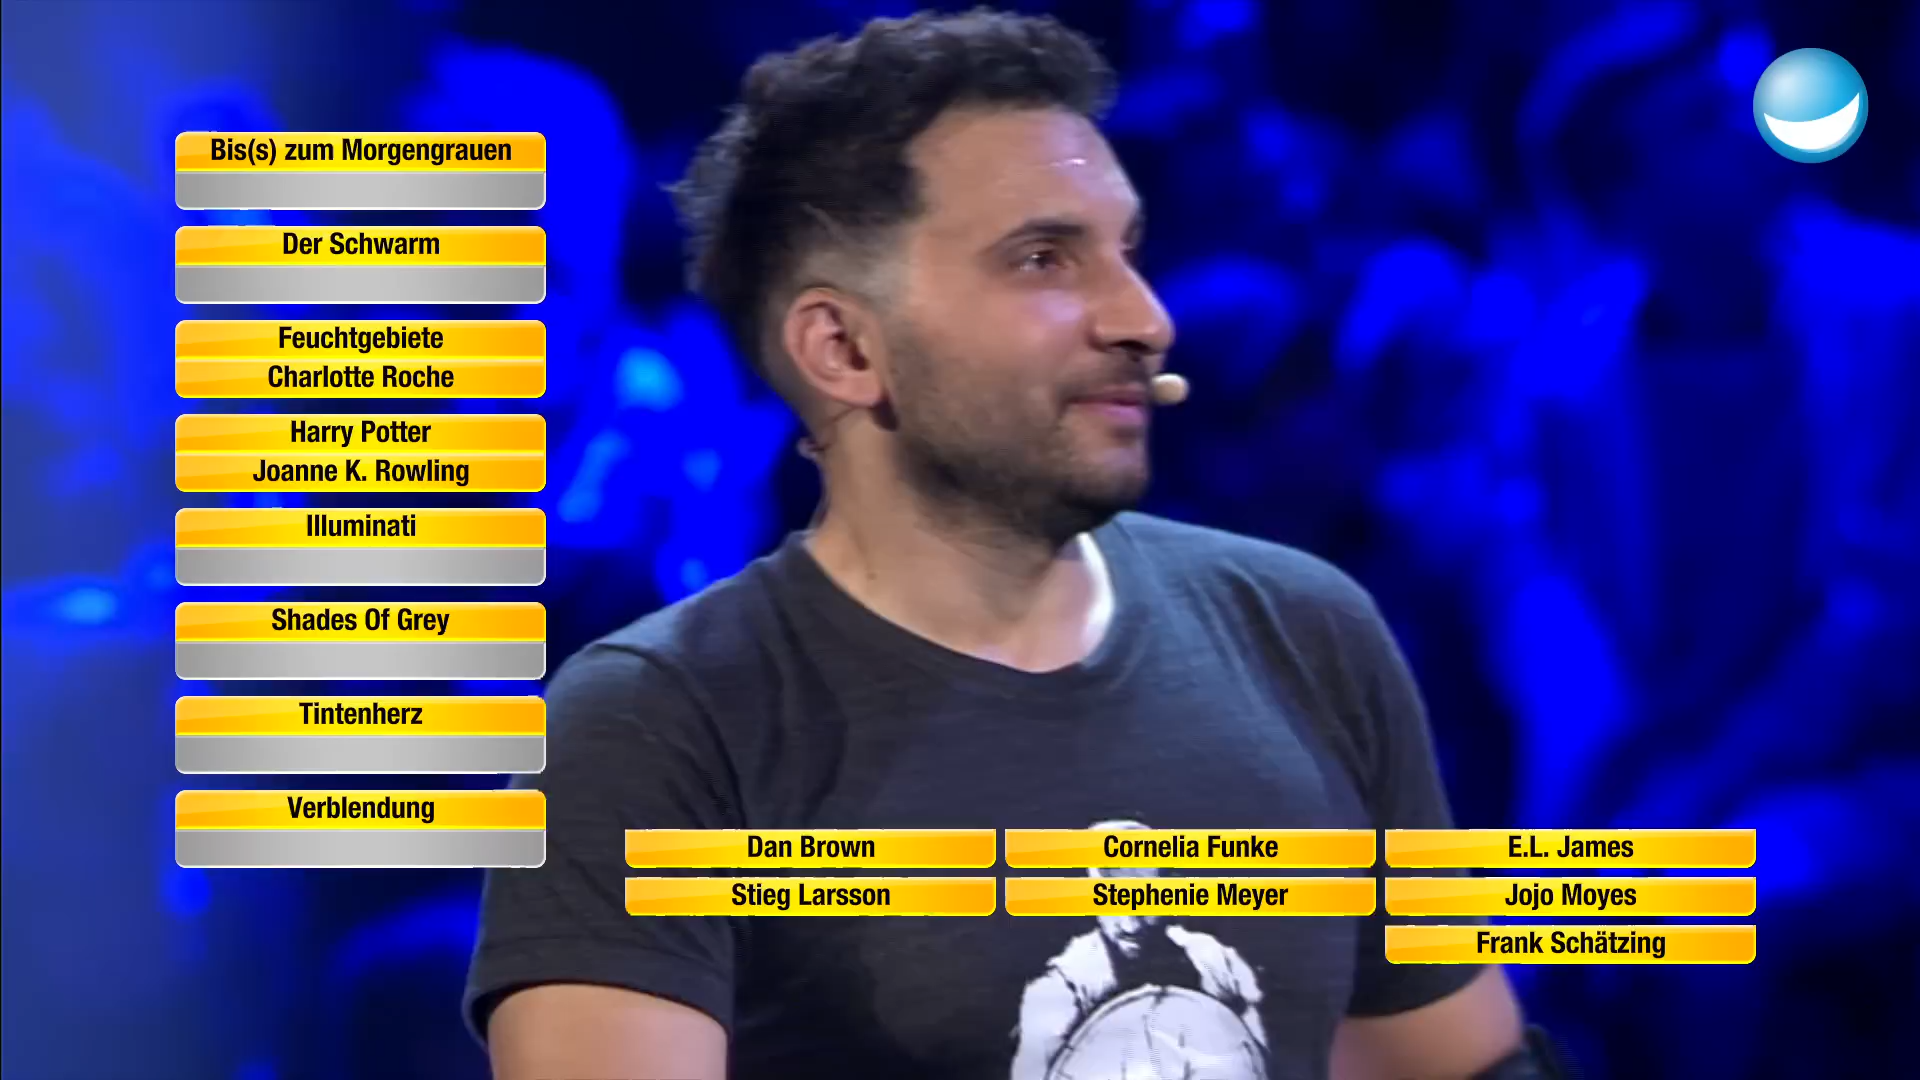 Bis(s) zum Morgengrauen
Der Schwarm
Feuchtgebiete
Charlotte Roche
Harry Potter
Joanne K. Rowling
Illuminati
Shades Of Grey
Tintenherz
Verblendung
Dan Brown
Cornelia Funke
E.L. James
Stieg Larsson
Stephenie Meyer
Jojo Moyes
Frank Schätzing